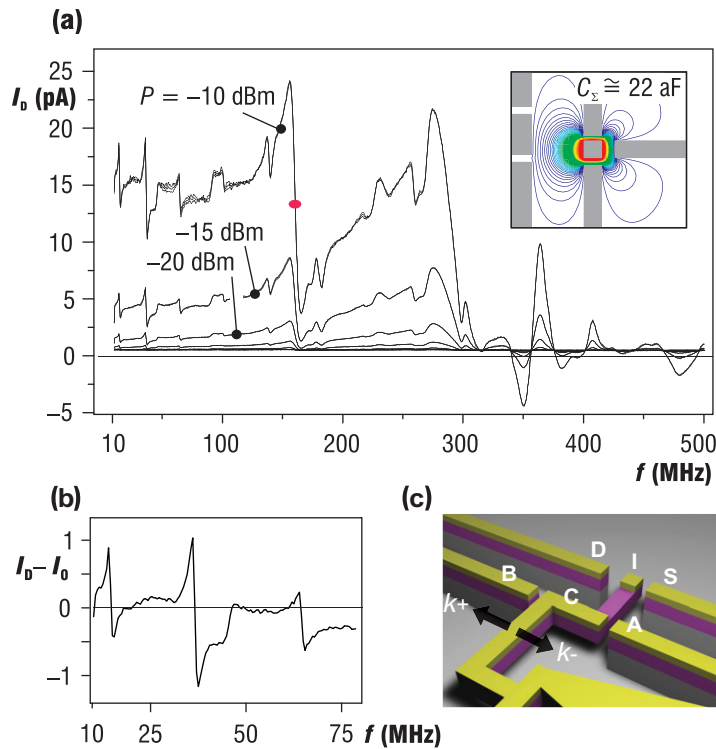 (a)
I_D (pA)
25
20
15
10
5
0
−5
P = −10 dBm
−15 dBm
−20 dBm
C_Σ ≅ 22 aF
10 100 200 300 400 500
f (MHz)
(b)
I_D − I_0
1
0
−1
10 25 50 75
f (MHz)
(c)
D I S
B C A
k+
k-